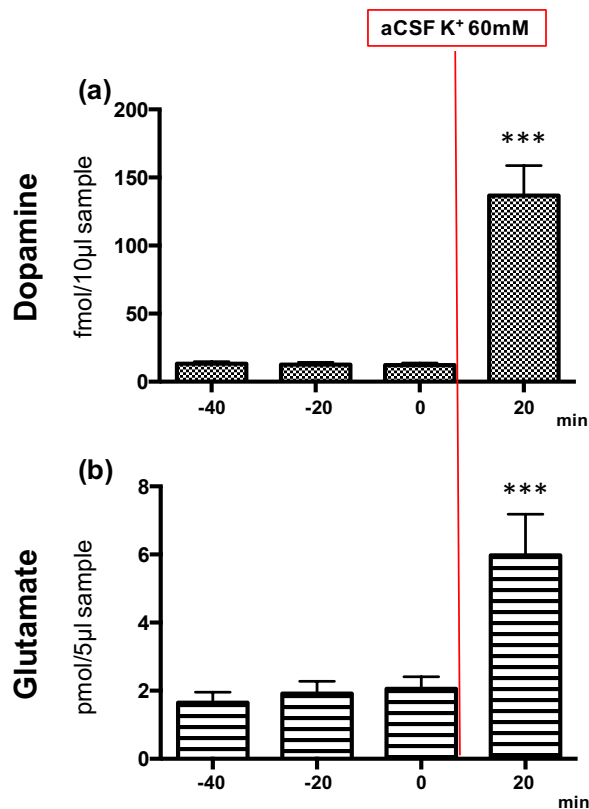 aCSF K⁺ 60mM
(a)
Dopamine
fmol/10µl sample
200
150
100
50
0
***
-40 -20 0 20 min
(b)
Glutamate
pmol/5µl sample
8
6
4
2
0
***
-40 -20 0 20 min